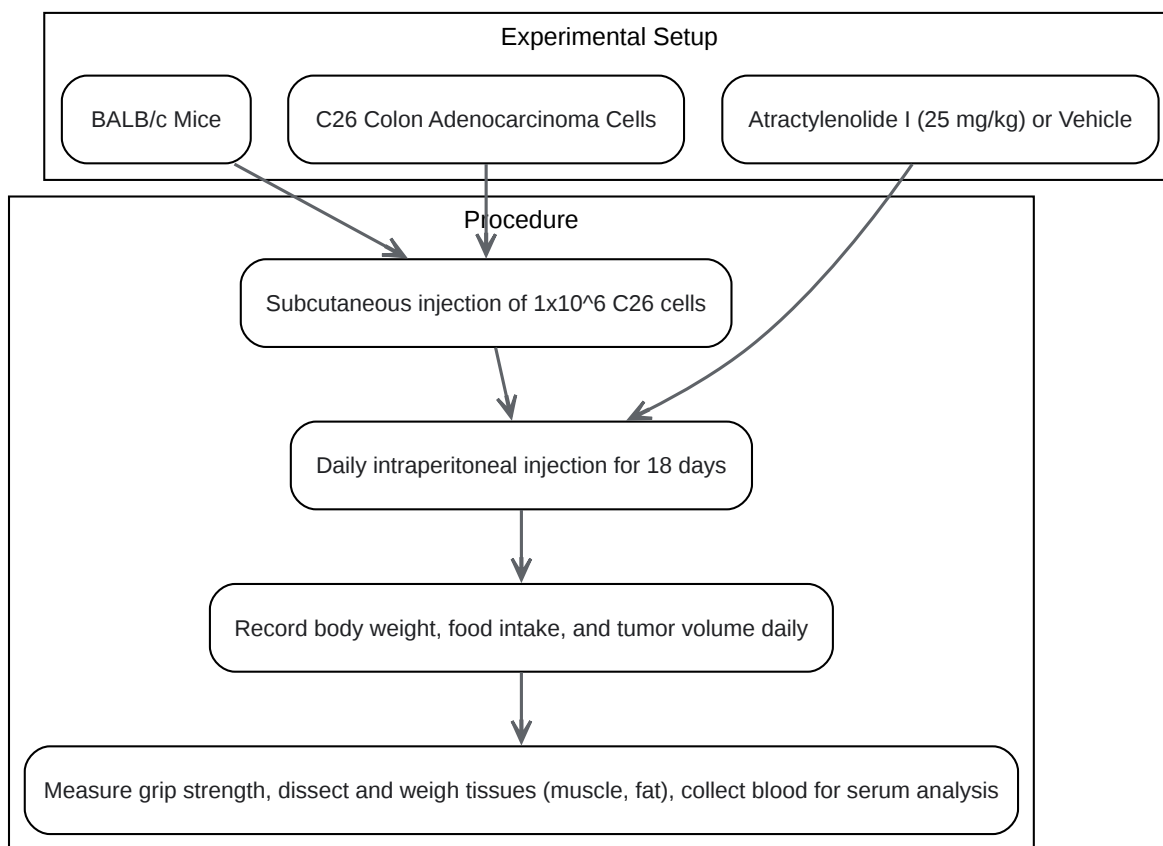 Experimental Setup
BALB/c Mice
C26 Colon Adenocarcinoma Cells
Atractylenolide I (25 mg/kg) or Vehicle
Procedure
Subcutaneous injection of 1x10^6 C26 cells
Daily intraperitoneal injection for 18 days
Record body weight, food intake, and tumor volume daily
Measure grip strength, dissect and weigh tissues (muscle, fat), collect blood for serum analysis